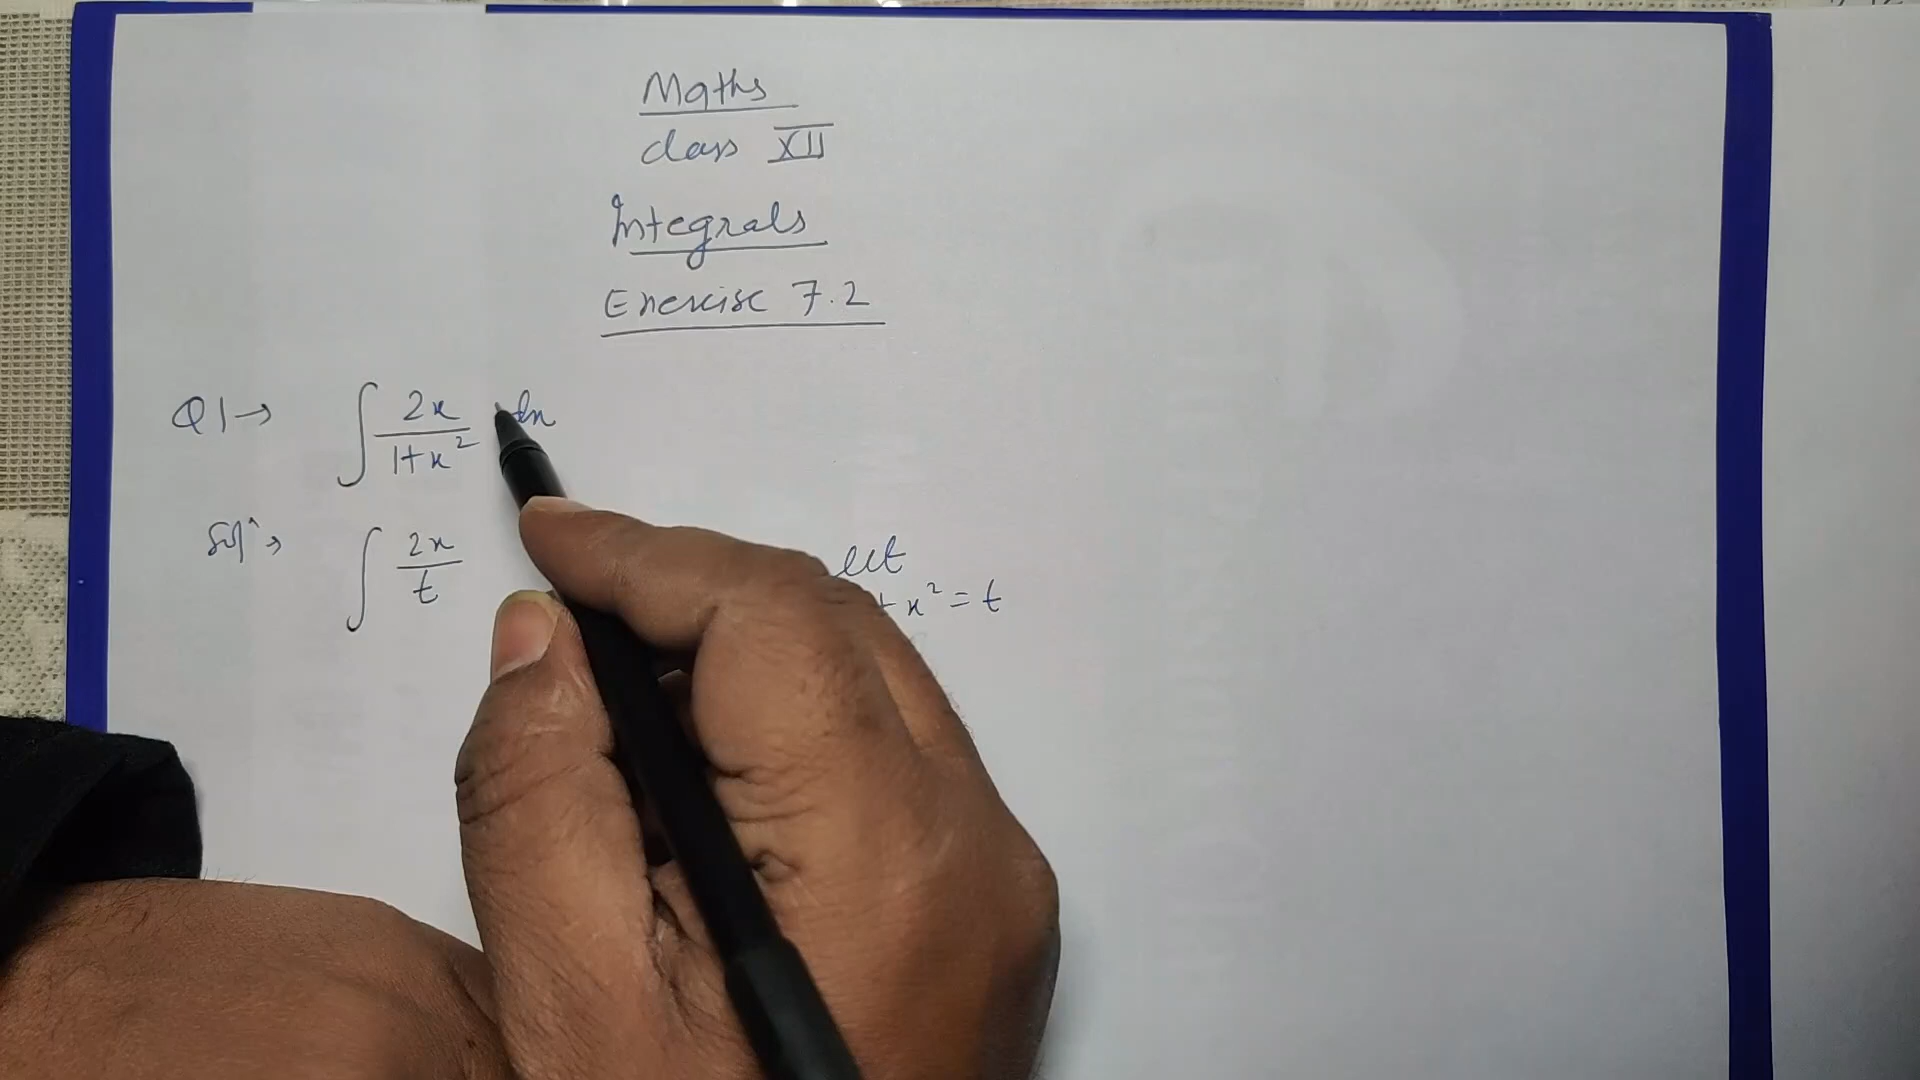 Maths
class XII
Integrals
Exercise 7.2
Q1→ ∫ 2x/1+x² dx
Solⁿ→ ∫ 2x/t
let
+ x² = t